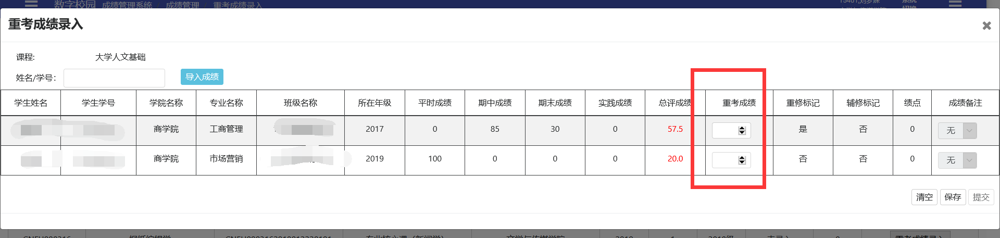 数字校园 成绩管理系统 / 成绩管理 / 重考成绩录入
重考成绩录入
课程: 大学人文基础
姓名/学号: 导入成绩
学生姓名 学生学号 学院名称 专业名称 班级名称 所在年级 平时成绩 期中成绩 期末成绩 实践成绩 总评成绩 重考成绩 重修标记 辅修标记 绩点 成绩备注
商学院 工商管理 2017 0 85 30 0 57.5 是 否 0 无
商学院 市场营销 2019 100 0 0 0 20.0 否 否 0 无
清空 保存 提交